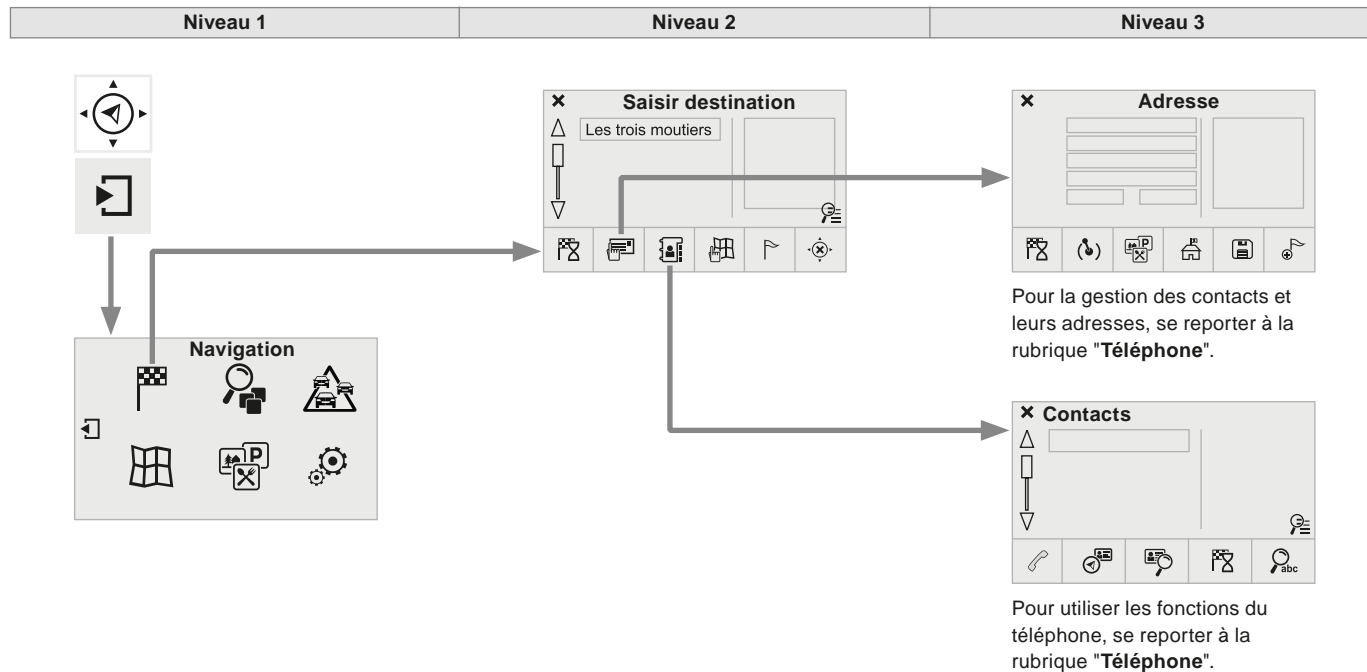 Niveau 1
Niveau 2
Niveau 3
Saisir destination
Les trois moutiers
Adresse
P
Pour la gestion des contacts et
leurs adresses, se reporter à la
rubrique "Téléphone".
Navigation
P
Contacts
abc
Pour utiliser les fonctions du
téléphone, se reporter à la
rubrique "Téléphone".